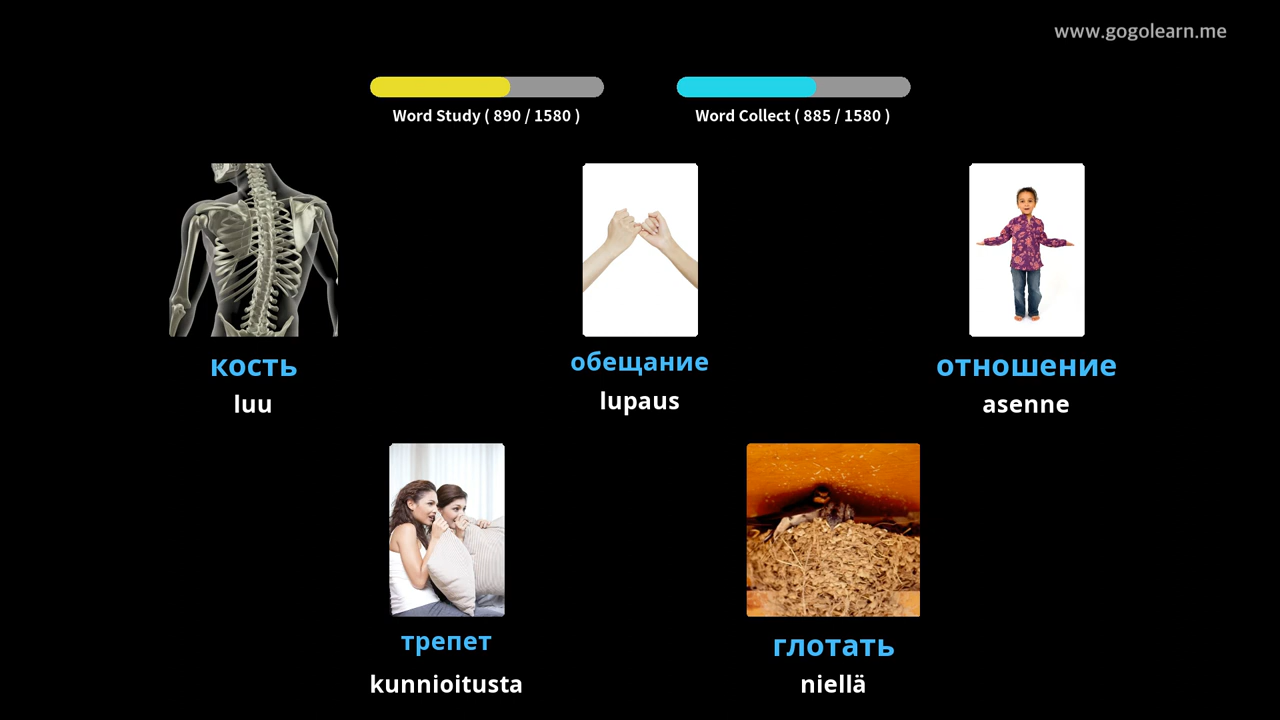 www.gogolearn.me
Word Study ( 890 / 1580 )
Word Collect ( 885 / 1580 )
кость
luu
обещание
lupaus
отношение
asenne
трепет
kunnioitusta
глотать
niellä